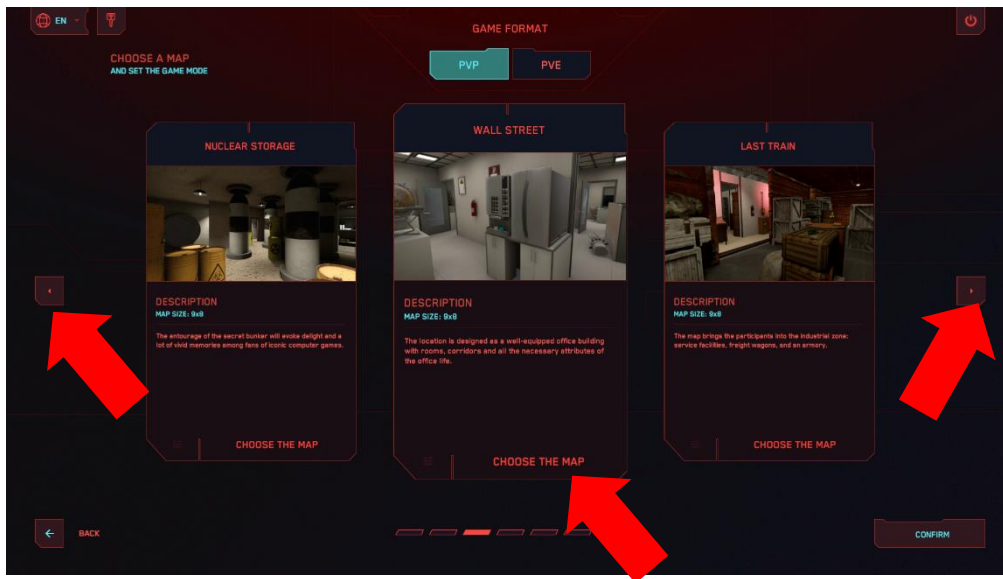 EN
GAME FORMAT
CHOOSE A MAP
AND SET THE GAME MODE
PVP
PVE
NUCLEAR STORAGE
WALL STREET
LAST TRAIN
DESCRIPTION
MAP SIZE: 9x8
The entourage of the secret bunker will evoke delight and a
lot of vivid memories among fans of iconic computer games.
CHOOSE THE MAP
DESCRIPTION
MAP SIZE: 9x8
The location is designed as a well-equipped office building
with rooms, corridors and all the necessary attributes of
the office life.
CHOOSE THE MAP
DESCRIPTION
MAP SIZE: 9x8
The map brings the participants into the industrial zone:
service facilities, freight wagons, and an armory.
CHOOSE THE MAP
BACK
CONFIRM